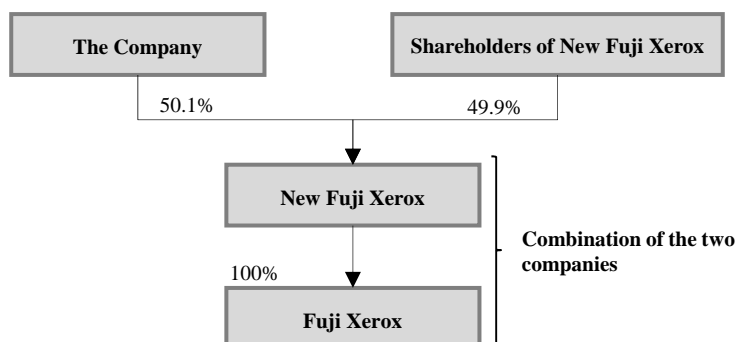 The Company
Shareholders of New Fuji Xerox
50.1%
49.9%
New Fuji Xerox
Combination of the two
companies
100%
Fuji Xerox